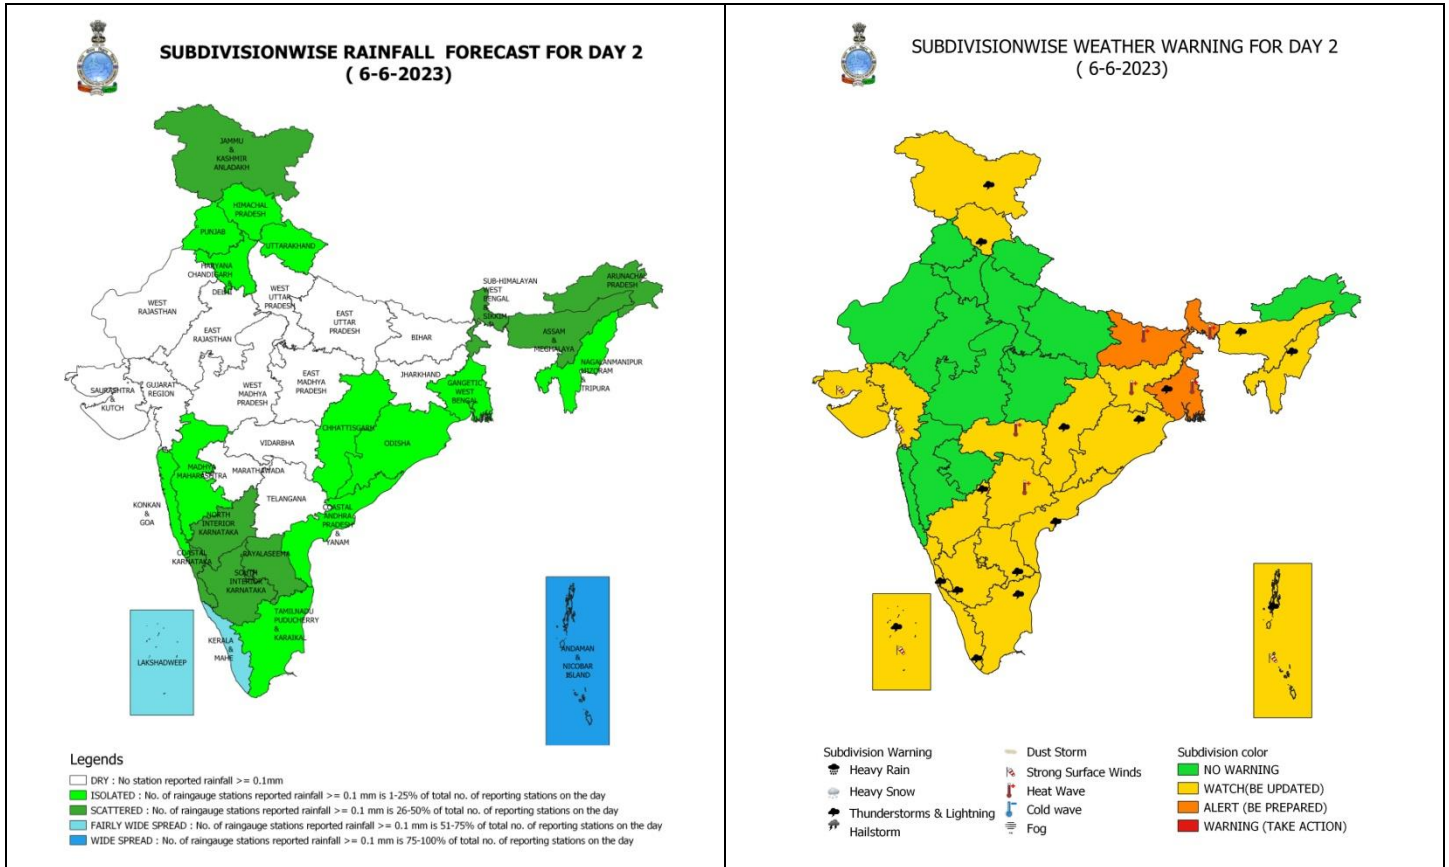 SUBDIVISIONWISE RAINFALL FORECAST FOR DAY 2
( 6-6-2023)
JAMMU
&
KASHMIR
ANLADAKH
HIMACHAL
PRADESH
PUNJAB
UTTARAKHAND
HARYANA
CHANDIGARH
DELHI
WEST
RAJASTHAN
WEST
UTTAR
PRADESH
EAST
UTTAR
PRADESH
EAST
RAJASTHAN
BIHAR
SUB-HIMALAYAN
WEST
BENGAL
&
SIKKIM
ARUNACHAL
PRADESH
ASSAM
&
MEGHALAYA
NAGALANMANIPUR
MIZORAM
&
TRIPURA
JHARKHAND
GANGETIC
WEST
BENGAL
SAURASHTRA
&
KUTCH
GUJARAT
REGION
WEST
MADHYA
PRADESH
EAST
MADHYA
PRADESH
CHHATTISGARH
ODISHA
VIDARBHA
MADHYA
MAHARASHTRA
MARATHAWADA
TELANGANA
KONKAN
&
GOA
NORTH
INTERIOR
KARNATAKA
COASTAL
ANDHRA
PRADESH
&
YANAM
COASTAL
KARNATAKA
RAYALASEEMA
SOUTH
INTERIOR
KARNATAKA
TAMILNADU
PUDUCHERRY
&
KARAIKAL
KERALA
&
MAHE
LAKSHADWEEP
ANDAMAN
&
NICOBAR
ISLAND
Legends
DRY : No station reported rainfall >= 0.1mm
ISOLATED : No. of raingauge stations reported rainfall >= 0.1 mm is 1-25% of total no. of reporting stations on the day
SCATTERED : No. of raingauge stations reported rainfall >= 0.1 mm is 26-50% of total no. of reporting stations on the day
FAIRLY WIDE SPREAD : No. of raingauge stations reported rainfall >= 0.1 mm is 51-75% of total no. of reporting stations on the day
WIDE SPREAD : No. of raingauge stations reported rainfall >= 0.1 mm is 75-100% of total no. of reporting stations on the day
SUBDIVISIONWISE WEATHER WARNING FOR DAY 2
( 6-6-2023)
Subdivision Warning
Heavy Rain
Heavy Snow
Thunderstorms & Lightning
Hailstorm
Dust Storm
Strong Surface Winds
Heat Wave
Cold wave
Fog
Subdivision color
NO WARNING
WATCH(BE UPDATED)
ALERT (BE PREPARED)
WARNING (TAKE ACTION)